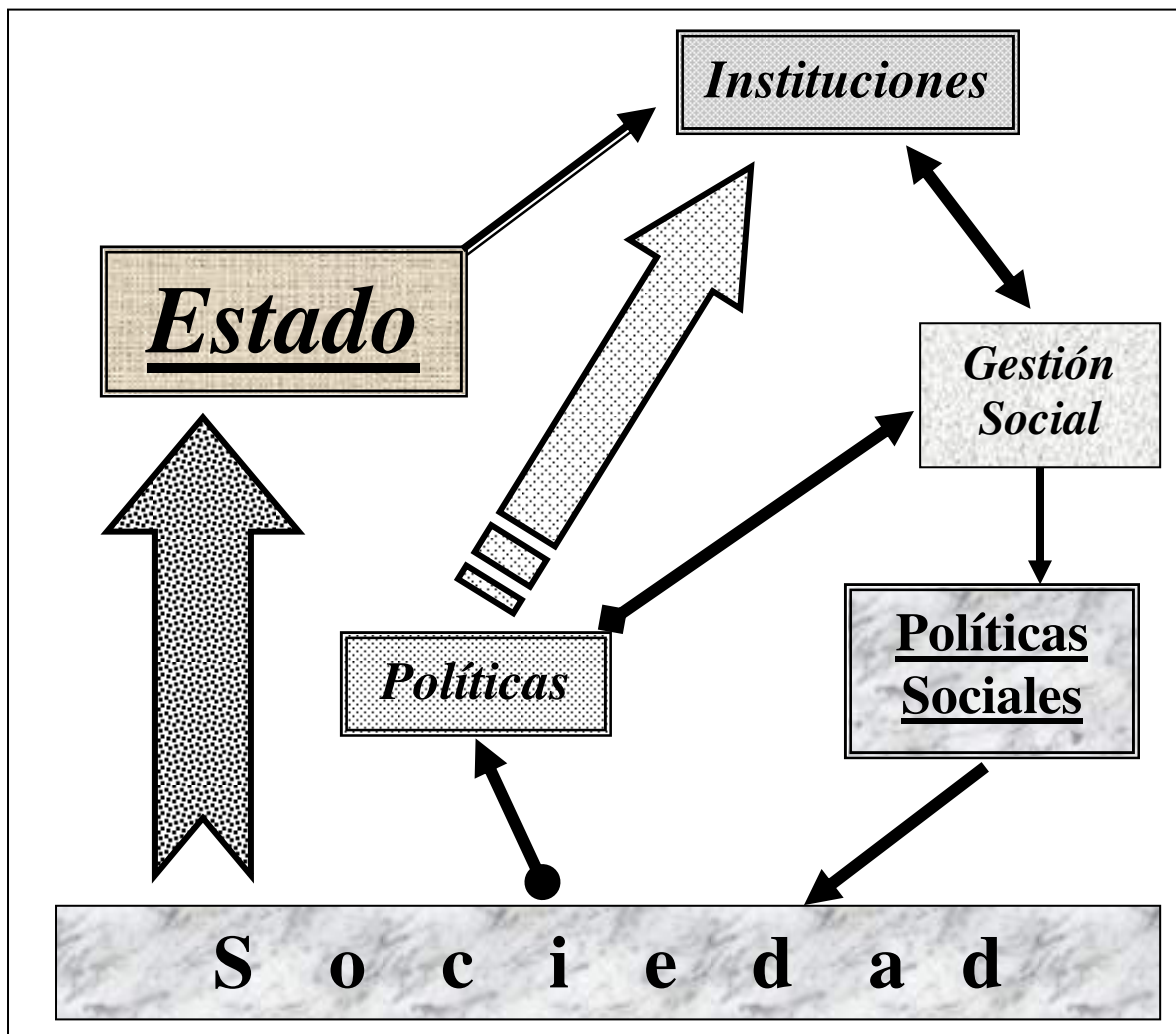 Instituciones
Estado
Gestión
Social
Políticas
Sociales
Políticas
S o c i e d a d